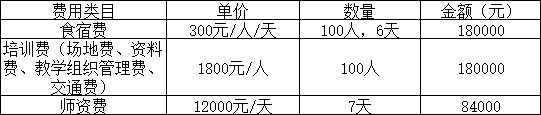 费用类目 单价 数量 金额（元）
食宿费 300元/人/天 100人，6天 180000
培训费（场地费、资料
费、教学组织管理费、
交通费） 1800元/人 100人 180000
师资费 12000元/天 7天 84000